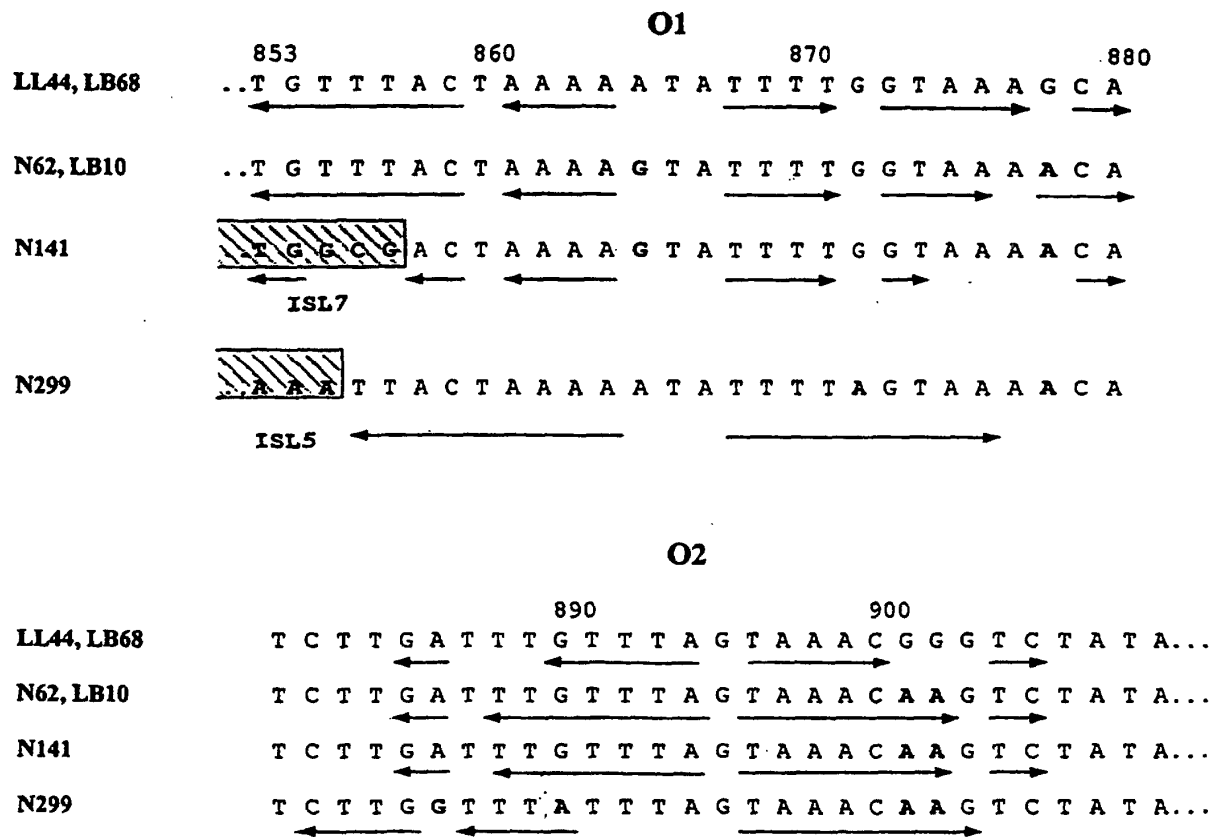 O1
853 860 870 880
LL44, LB68 ..T G T T T A C T A A A A A T A T T T T G G T A A A G C A
N62, LB10 ..T G T T T A C T A A A A G T A T T T T G G T A A A A C A
N141 ..T G G C G A C T A A A A G T A T T T T G G T A A A A C A
ISL7
N299 ...A A A T T A C T A A A A A T A T T T T A G T A A A A C A
ISL5
O2
890 900
LL44, LB68 T C T T G A T T T G T T T A G T A A A C G G G T C T A T A...
N62, LB10 T C T T G A T T T G T T T A G T A A A C A A G T C T A T A...
N141 T C T T G A T T T G T T T A G T A A A C A A G T C T A T A...
N299 T C T T G G T T T A T T T A G T A A A C A A G T C T A T A...